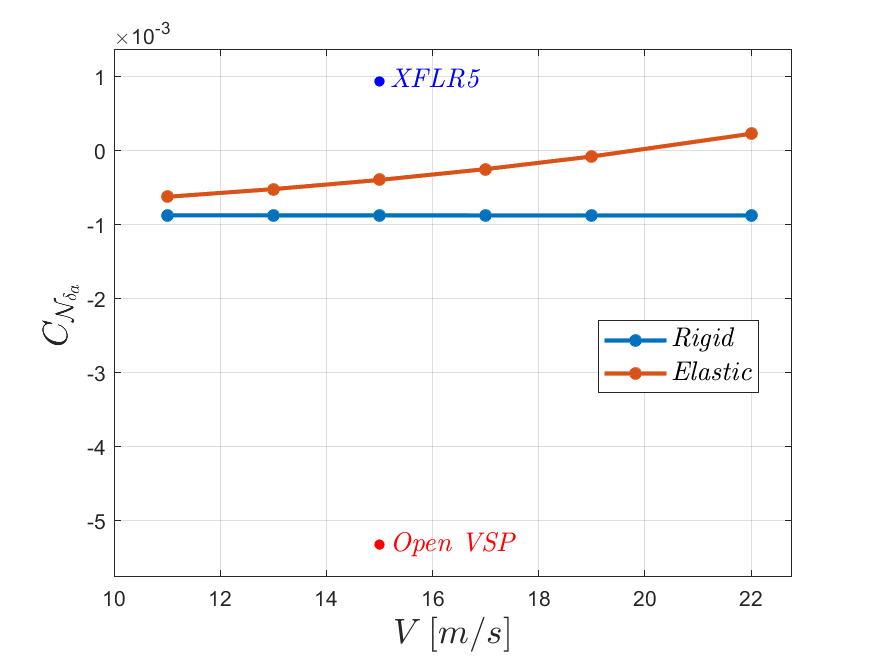 ×10⁻³
1
XFLR5
0
-1
-2
C_{𝒩_{δₐ}}
Rigid
-3
Elastic
-4
-5
Open VSP
10 12 14 16 18 20 22
V [m/s]